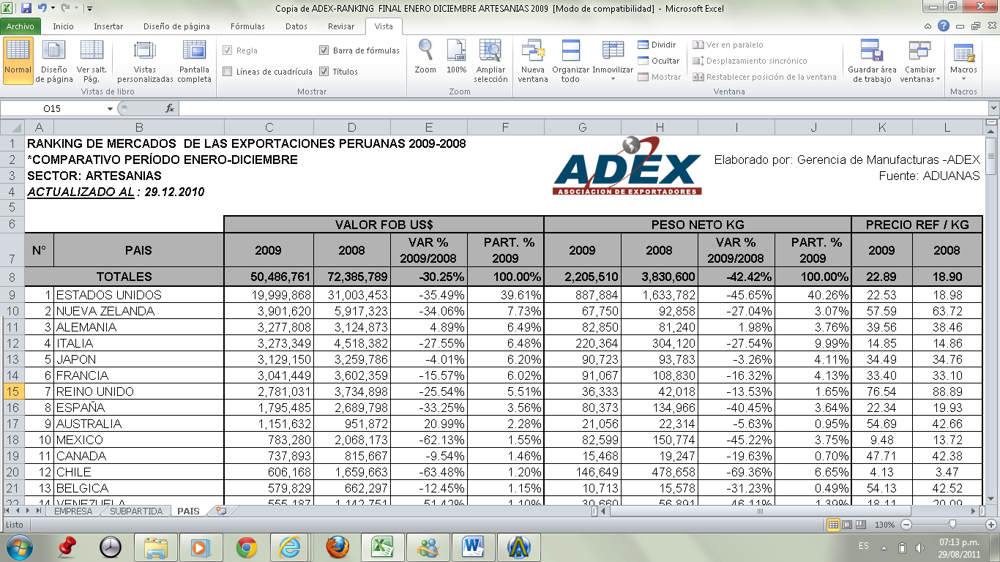 Copia de ADEX-RANKING  FINAL ENERO DICIEMBRE ARTESANIAS 2009  [Modo de compatibilidad]  -  Microsoft Excel
Archivo Inicio Insertar Diseño de página Fórmulas Datos Revisar Vista
Normal Diseño de página Ver salt. Pág. Vistas personalizadas Pantalla completa
Vistas de libro
Regla Barra de fórmulas
Líneas de cuadrícula Títulos
Mostrar
Zoom 100% Ampliar selección
Zoom
Nueva ventana Organizar todo Inmovilizar
Dividir
Ocultar
Mostrar
Ver en paralelo
Desplazamiento sincrónico
Restablecer posición de la ventana
Guardar área de trabajo Cambiar ventanas
Ventana
Macros
Macros
O15 fx
A B C D E F G H I J K L
1 RANKING DE MERCADOS  DE LAS EXPORTACIONES PERUANAS 2009-2008
2 *COMPARATIVO PERÍODO ENERO-DICIEMBRE
3 SECTOR: ARTESANIAS
4 ACTUALIZADO AL : 29.12.2010
ADEX
ASOCIACION DE EXPORTADORES
Elaborado por: Gerencia de Manufacturas -ADEX
Fuente: ADUANAS
5
6 VALOR FOB US$ PESO NETO KG PRECIO REF / KG
7 N° PAIS 2009 2008 VAR % 2009/2008 PART. % 2009 2009 2008 VAR % 2009/2008 PART. % 2009 2009 2008
8 TOTALES 50,486,761 72,385,789 -30.25% 100.00% 2,205,510 3,830,600 -42.42% 100.00% 22.89 18.90
9 1 ESTADOS UNIDOS 19,999,868 31,003,453 -35.49% 39.61% 887,884 1,633,782 -45.65% 40.26% 22.53 18.98
10 2 NUEVA ZELANDA 3,901,620 5,917,323 -34.06% 7.73% 67,750 92,858 -27.04% 3.07% 57.59 63.72
11 3 ALEMANIA 3,277,808 3,124,873 4.89% 6.49% 82,850 81,240 1.98% 3.76% 39.56 38.46
12 4 ITALIA 3,273,349 4,518,382 -27.55% 6.48% 220,364 304,120 -27.54% 9.99% 14.85 14.86
13 5 JAPON 3,129,150 3,259,786 -4.01% 6.20% 90,723 93,783 -3.26% 4.11% 34.49 34.76
14 6 FRANCIA 3,041,449 3,602,359 -15.57% 6.02% 91,067 108,830 -16.32% 4.13% 33.40 33.10
15 7 REINO UNIDO 2,781,031 3,734,898 -25.54% 5.51% 36,333 42,018 -13.53% 1.65% 76.54 88.89
16 8 ESPAÑA 1,795,485 2,689,798 -33.25% 3.56% 80,373 134,966 -40.45% 3.64% 22.34 19.93
17 9 AUSTRALIA 1,151,632 951,872 20.99% 2.28% 21,056 22,314 -5.63% 0.95% 54.69 42.66
18 10 MEXICO 783,280 2,068,173 -62.13% 1.55% 82,599 150,774 -45.22% 3.75% 9.48 13.72
19 11 CANADA 737,893 815,667 -9.54% 1.46% 15,468 19,247 -19.63% 0.70% 47.71 42.38
20 12 CHILE 606,168 1,659,663 -63.48% 1.20% 146,649 478,658 -69.36% 6.65% 4.13 3.47
21 13 BELGICA 579,829 662,297 -12.45% 1.15% 10,713 15,578 -31.23% 0.49% 54.13 42.52
22 14 VENEZUELA 555,187 1,142,751 -51.42% 1.10% 30,660 56,891 -46.11% 1.39% 18.11 20.09
EMPRESA SUBPARTIDA PAIS
Listo 130%
ES 07:13 p.m.
29/08/2011